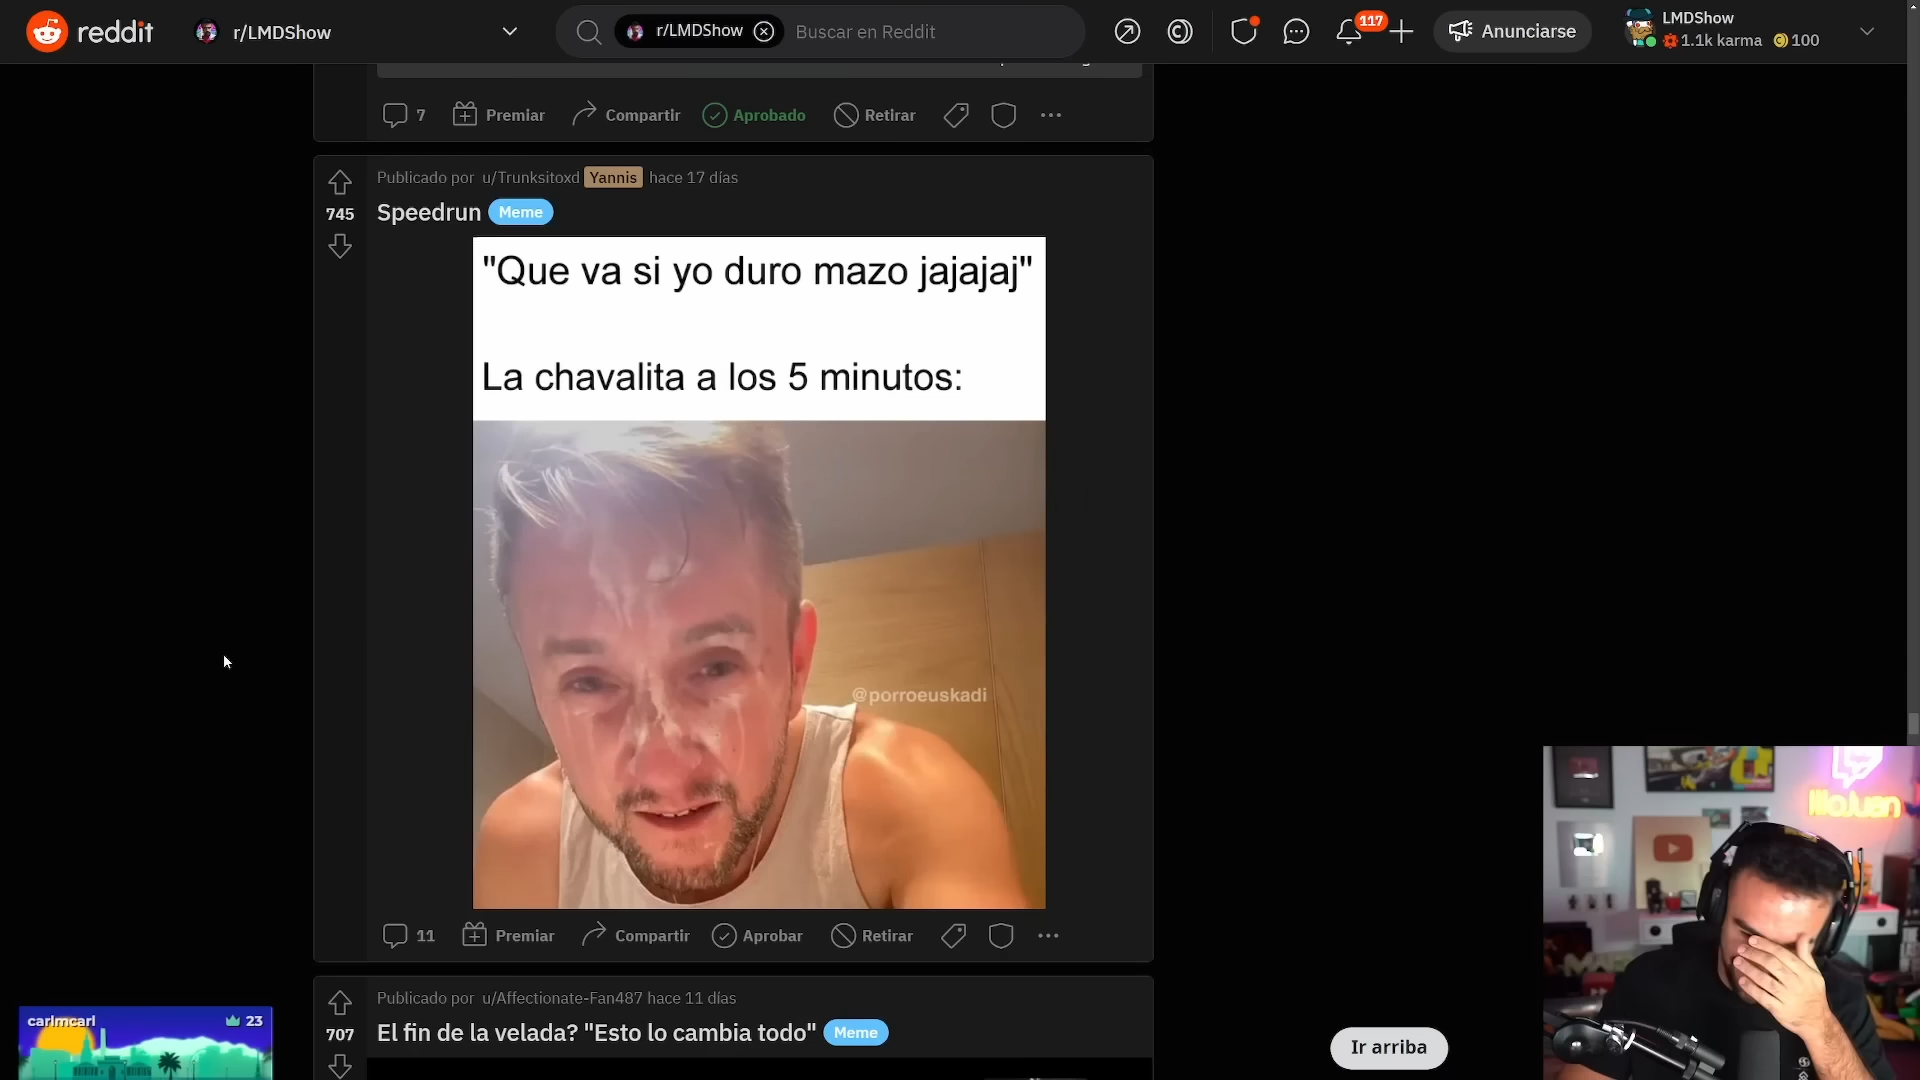 reddit
r/LMDShow
r/LMDShow
Buscar en Reddit
117
Anunciarse
LMDShow
1.1k karma
100
7
Premiar
Compartir
Aprobado
Retirar
Publicado por u/Trunksitoxd Yannis hace 17 días
745
Speedrun Meme
"Que va si yo duro mazo jajajaj"
La chavalita a los 5 minutos:
@porroeuskadi
11
Premiar
Compartir
Aprobar
Retirar
Publicado por u/Affectionate-Fan487 hace 11 días
707
El fin de la velada? "Esto lo cambia todo" Meme
Ir arriba
carlmcarl
23
IlloJuan